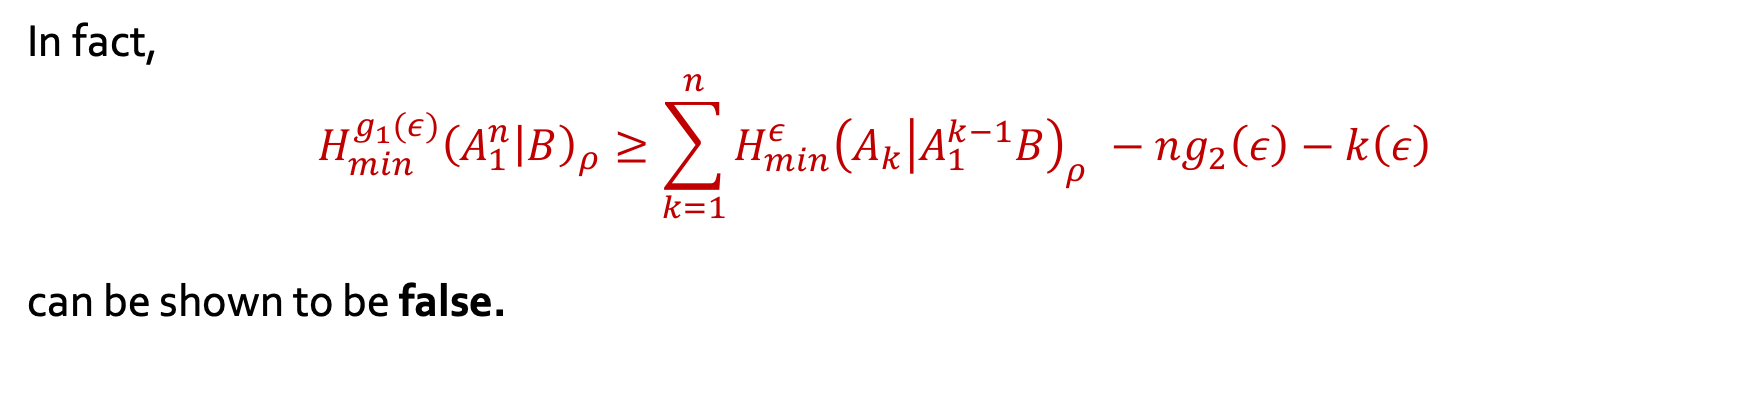 In fact,
$H_{min}^{g_1(\epsilon)}(A_1^n|B)_\rho \geq \sum_{k=1}^{n} H_{min}^{\epsilon}(A_k|A_1^{k-1}B)_\rho - ng_2(\epsilon) - k(\epsilon)$
can be shown to be false.